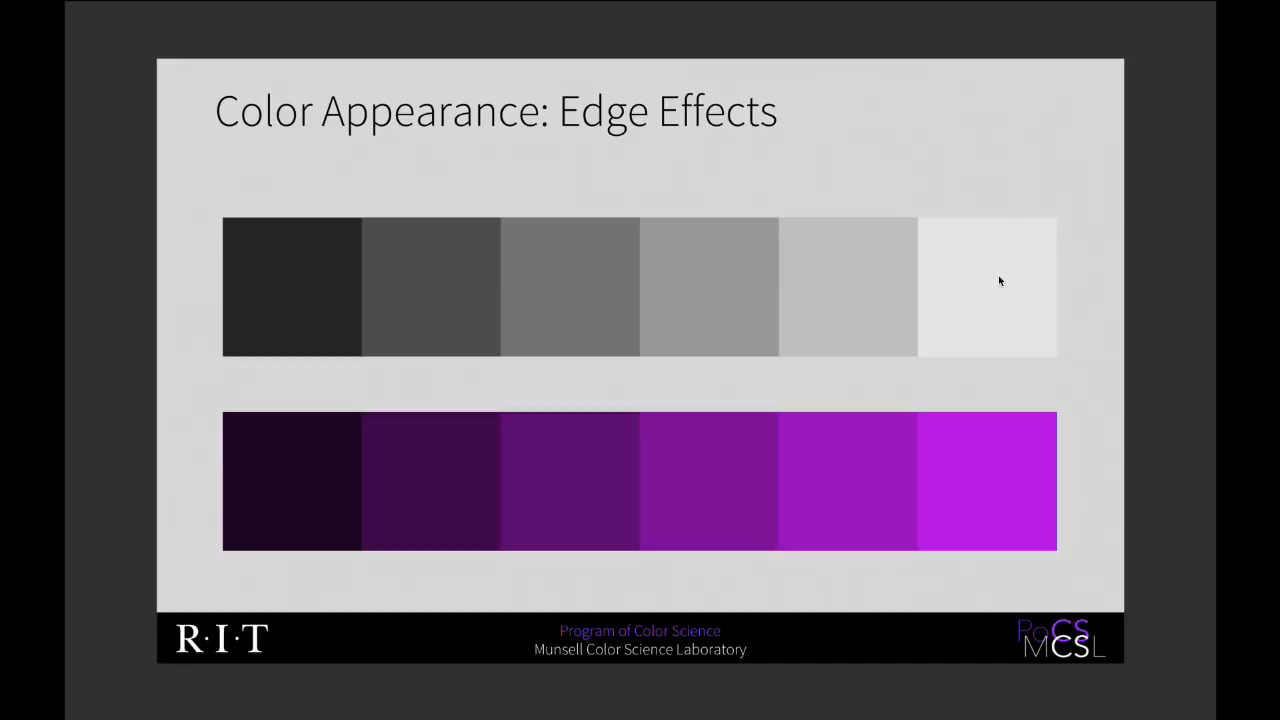 Color Appearance: Edge Effects
R·I·T
Program of Color Science
Munsell Color Science Laboratory
PoCS
MCSL